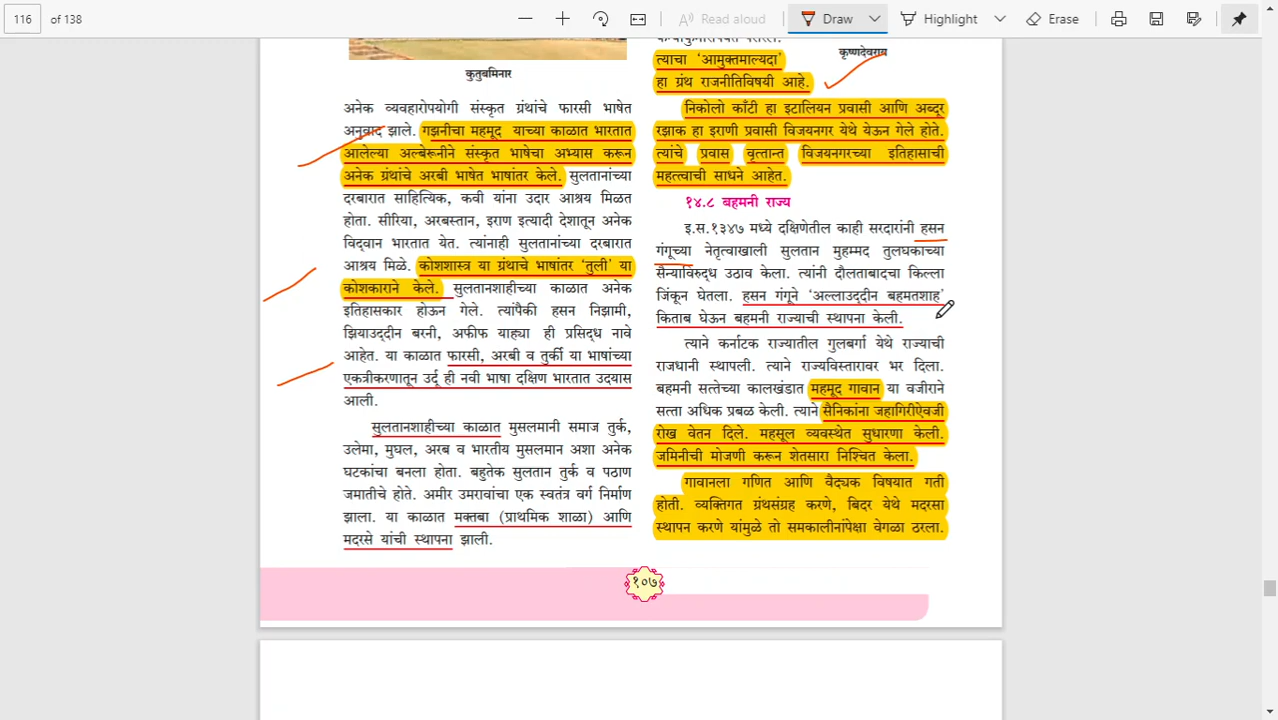 116 of 138
Read aloud
Draw
Highlight
Erase
कुतुबमिनार
अनेक व्यवहारोपयोगी संस्कृत ग्रंथांचे फारसी भाषेत
अनुवाद झाले. गझनीचा महमूद याच्या काळात भारतात
आलेल्या अल्बेरूनीने संस्कृत भाषेचा अभ्यास करून
अनेक ग्रंथांचे अरबी भाषेत भाषांतर केले. सुलतानांच्या
दरबारात साहित्यिक, कवी यांना उदार आश्रय मिळत
होता. सीरिया, अरबस्तान, इराण इत्यादी देशातून अनेक
विद्वान भारतात येत. त्यांनाही सुलतानांच्या दरबारात
आश्रय मिळे. कोशशास्त्र या ग्रंथाचे भाषांतर ‘तुली’ या
कोशकाराने केले. सुलतानशाहीच्या काळात अनेक
इतिहासकार होऊन गेले. त्यांपैकी हसन निझामी,
झियाउद्दीन बरनी, अफीफ याह्या ही प्रसिद्ध नावे
आहेत. या काळात फारसी, अरबी व तुर्की या भाषांच्या
एकत्रीकरणातून उर्दू ही नवी भाषा दक्षिण भारतात उदयास
आली.
सुलतानशाहीच्या काळात मुसलमानी समाज तुर्क,
उलेमा, मुघल, अरब व भारतीय मुसलमान अशा अनेक
घटकांचा बनला होता. बहुतेक सुलतान तुर्क व पठाण
जमातीचे होते. अमीर उमरावांचा एक स्वतंत्र वर्ग निर्माण
झाला. या काळात मक्तबा (प्राथमिक शाळा) आणि
मदरसे यांची स्थापना झाली.
कृष्णदेवराय
त्याचा ‘आमुक्तमाल्यदा’
हा ग्रंथ राजनीतिविषयी आहे.
निकोलो काँटी हा इटालियन प्रवासी आणि अब्दूर
रझाक हा इराणी प्रवासी विजयनगर येथे येऊन गेले होते.
त्यांचे प्रवास वृत्तान्त विजयनगरच्या इतिहासाची
महत्त्वाची साधने आहेत.
१४.८ बहमनी राज्य
इ.स.१३४७ मध्ये दक्षिणेतील काही सरदारांनी हसन
गंगूच्या नेतृत्वाखाली सुलतान मुहम्मद तुलघकाच्या
सैन्याविरुद्ध उठाव केला. त्यांनी दौलताबादचा किल्ला
जिंकून घेतला. हसन गंगूने ‘अल्लाउद्दीन बहमतशाह’
किताब घेऊन बहमनी राज्याची स्थापना केली.
त्याने कर्नाटक राज्यातील गुलबर्गा येथे राज्याची
राजधानी स्थापली. त्याने राज्यविस्तारावर भर दिला.
बहमनी सत्तेच्या कालखंडात महमूद गावान या वजीराने
सत्ता अधिक प्रबळ केली. त्याने सैनिकांना जहागिरीऐवजी
रोख वेतन दिले. महसूल व्यवस्थेत सुधारणा केली.
जमिनीची मोजणी करून शेतसारा निश्चित केला.
गावानला गणित आणि वैद्यक विषयात गती
होती. व्यक्तिगत ग्रंथसंग्रह करणे, बिदर येथे मदरसा
स्थापन करणे यांमुळे तो समकालीनांपेक्षा वेगळा ठरला.
१०७